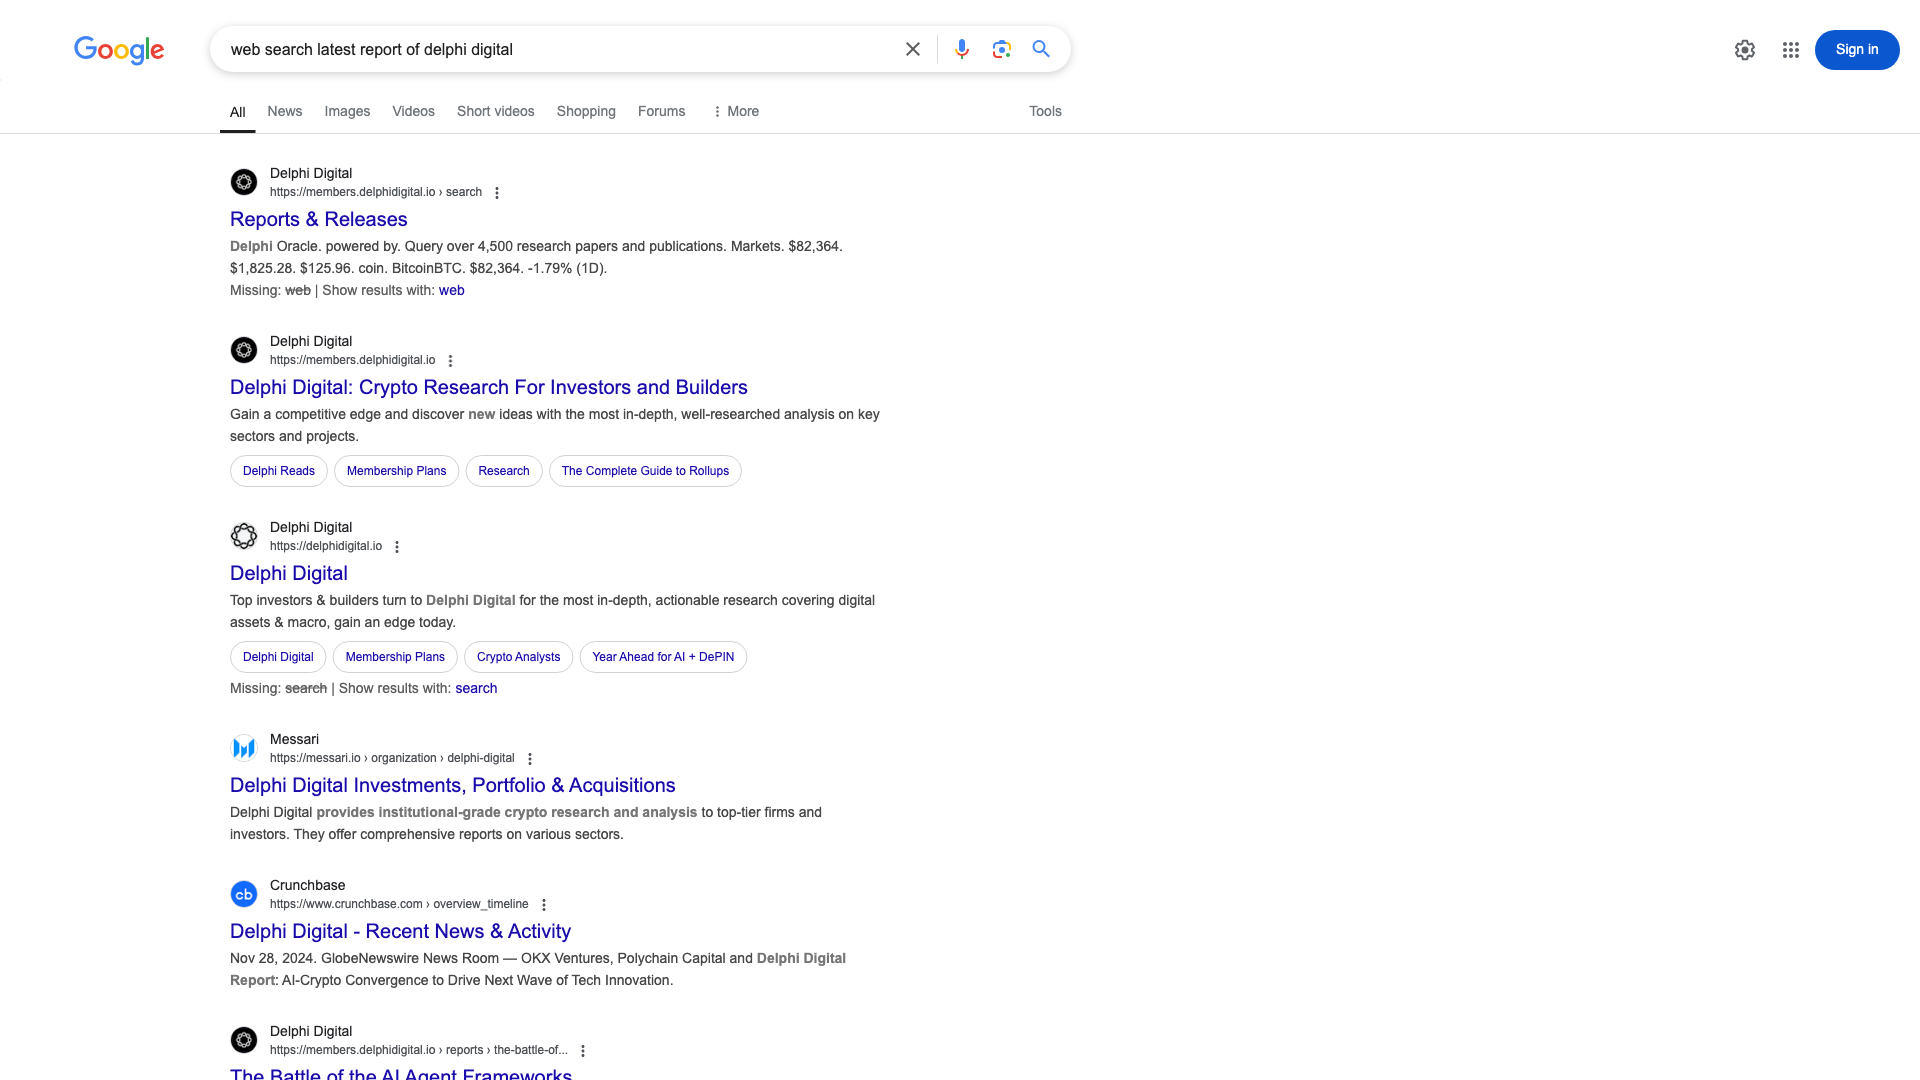 Google
web search latest report of delphi digital
Sign in
All
News
Images
Videos
Short videos
Shopping
Forums
More
Tools
Delphi Digital
https://members.delphidigital.io › search
Reports & Releases
Delphi Oracle. powered by. Query over 4,500 research papers and publications. Markets. $82,364.
$1,825.28. $125.96. coin. BitcoinBTC. $82,364. -1.79% (1D).
Missing: web | Show results with: web
Delphi Digital
https://members.delphidigital.io
Delphi Digital: Crypto Research For Investors and Builders
Gain a competitive edge and discover new ideas with the most in-depth, well-researched analysis on key
sectors and projects.
Delphi Reads
Membership Plans
Research
The Complete Guide to Rollups
Delphi Digital
https://delphidigital.io
Delphi Digital
Top investors & builders turn to Delphi Digital for the most in-depth, actionable research covering digital
assets & macro, gain an edge today.
Delphi Digital
Membership Plans
Crypto Analysts
Year Ahead for AI + DePIN
Missing: search | Show results with: search
Messari
https://messari.io › organization › delphi-digital
Delphi Digital Investments, Portfolio & Acquisitions
Delphi Digital provides institutional-grade crypto research and analysis to top-tier firms and
investors. They offer comprehensive reports on various sectors.
cb
Crunchbase
https://www.crunchbase.com › overview_timeline
Delphi Digital - Recent News & Activity
Nov 28, 2024. GlobeNewswire News Room — OKX Ventures, Polychain Capital and Delphi Digital
Report: AI-Crypto Convergence to Drive Next Wave of Tech Innovation.
Delphi Digital
https://members.delphidigital.io › reports › the-battle-of...
The Battle of the AI Agent Frameworks